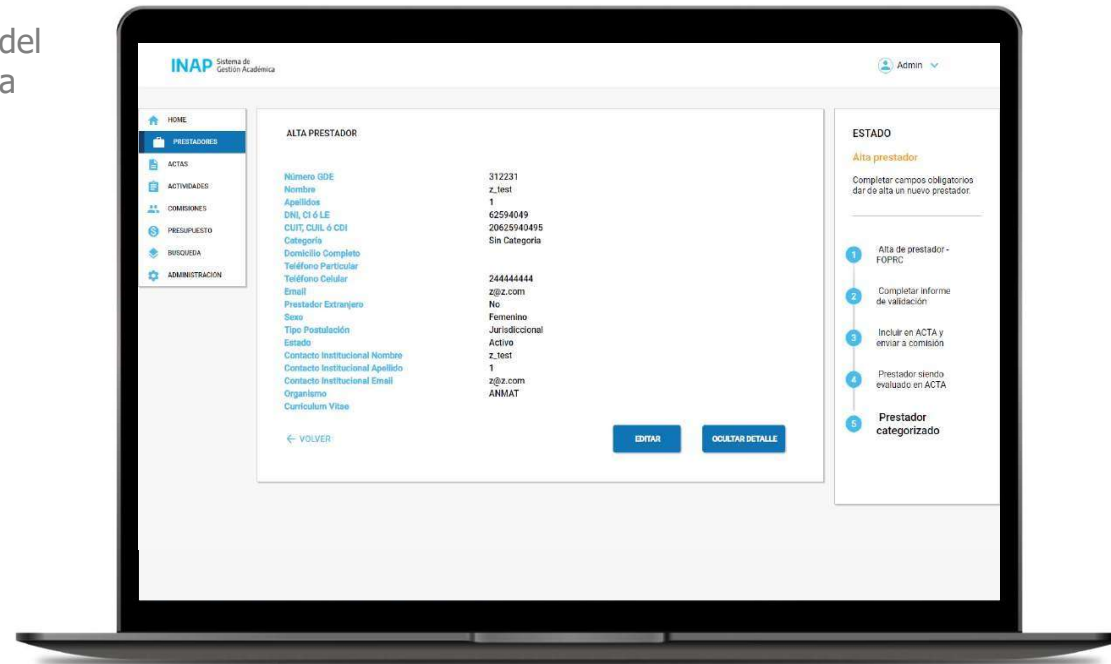 del
a
INAP Sistema de
Gestión Académica
Admin
HOME
PRESTADORES
ACTAS
ACTIVIDADES
COMISIONES
PRESUPUESTO
BUSQUEDA
ADMINISTRACION
ALTA PRESTADOR
Número GDE 312231
Nombre z_test
Apellidos 1
DNI, CI ó LE 62594049
CUIT, CUIL ó CDI 20625940495
Categoría Sin Categoria
Domicilio Completo
Teléfono Particular
Teléfono Celular 244444444
Email z@z.com
Prestador Extranjero No
Sexo Femenino
Tipo Postulación Jurisdiccional
Estado Activo
Contacto Institucional Nombre z_test
Contacto Institucional Apellido 1
Contacto Institucional Email z@z.com
Organismo ANMAT
Curriculum Vitae
← VOLVER
EDITAR
OCULTAR DETALLE
ESTADO
Alta prestador
Completar campos obligatorios
dar de alta un nuevo prestador.
1 Alta de prestador -
FOPRC
2 Completar informe
de validación
3 Incluir en ACTA y
enviar a comisión
4 Prestador siendo
evaluado en ACTA
5 Prestador
categorizado